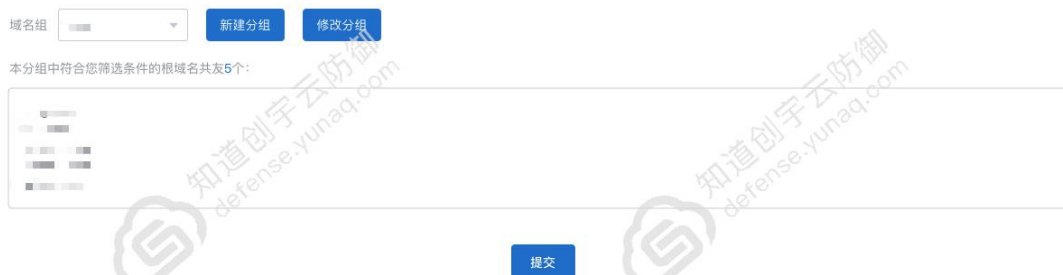 域名组 新建分组 修改分组
本分组中符合您筛选条件的根域名共友5个：
知道创宇云防御
defense.yunaq.com
知道创宇云防御
defense.yunaq.com
提交